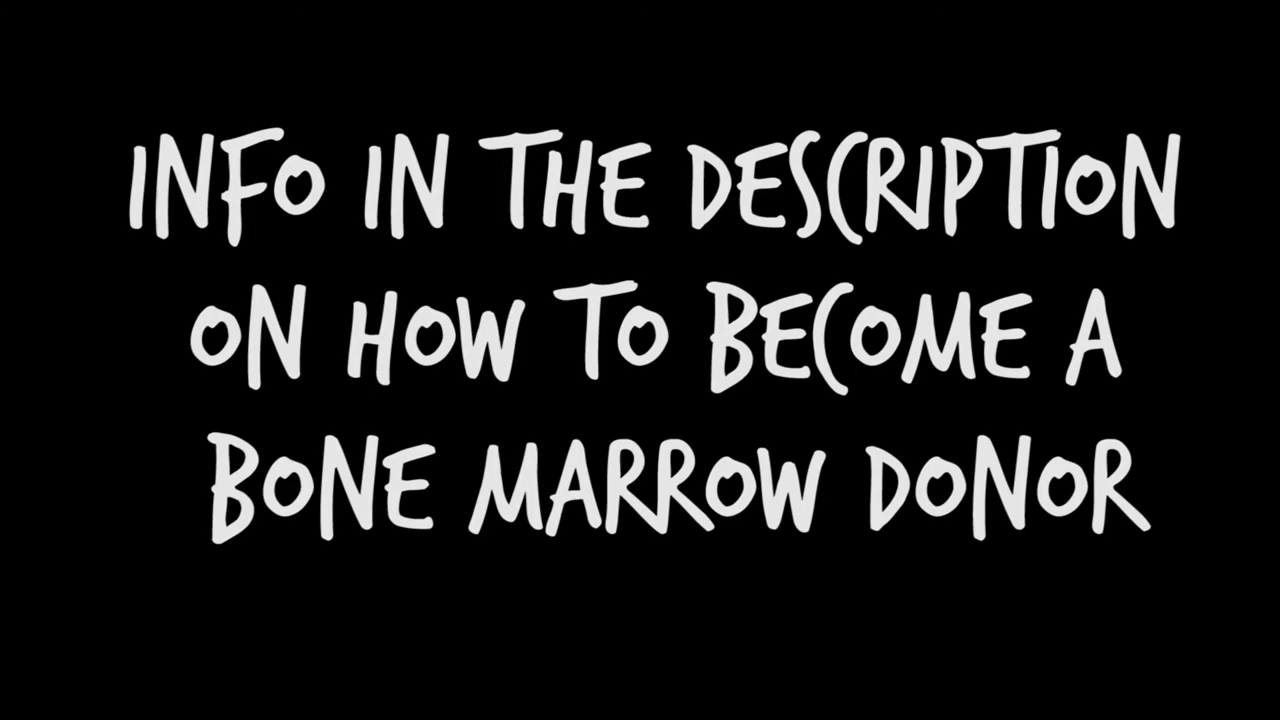 INFO IN THE DESCRIPTION
ON HOW TO BECOME A
BONE MARROW DONOR